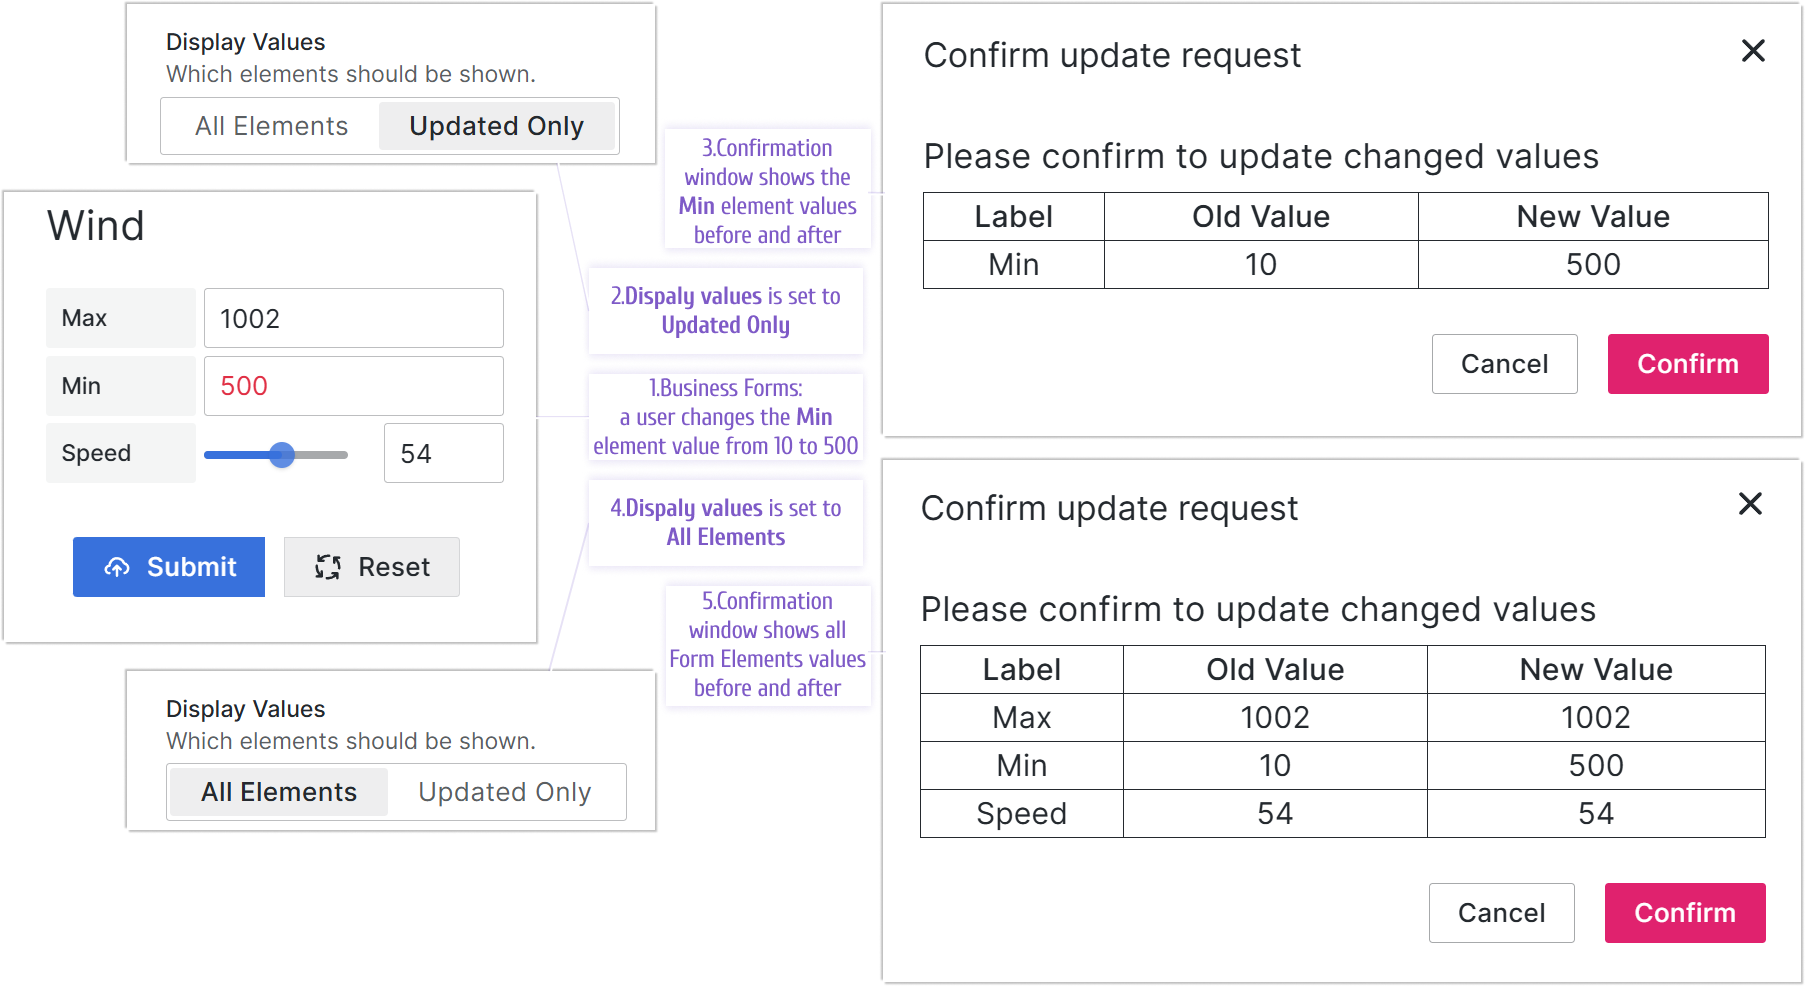 Display Values
Which elements should be shown.
All Elements Updated Only
Wind
Max 1002
Min 500
Speed 54
Submit Reset
Display Values
Which elements should be shown.
All Elements Updated Only
3.Confirmation
window shows the
Min element values
before and after
2.Dispaly values is set to
Updated Only
1.Business Forms:
a user changes the Min
element value from 10 to 500
4.Dispaly values is set to
All Elements
5.Confirmation
window shows all
Form Elements values
before and after
Confirm update request
Please confirm to update changed values
Label Old Value New Value
Min 10 500
Cancel Confirm
Confirm update request
Please confirm to update changed values
Label Old Value New Value
Max 1002 1002
Min 10 500
Speed 54 54
Cancel Confirm